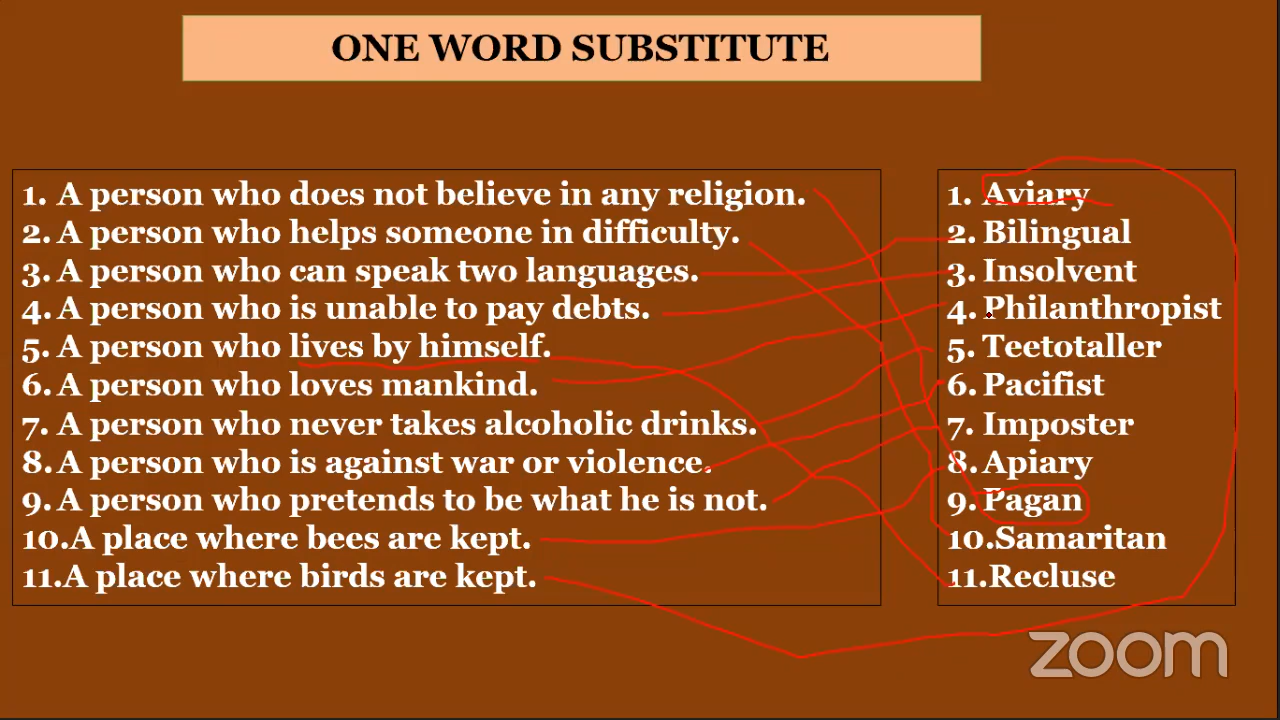 ONE WORD SUBSTITUTE
1. A person who does not believe in any religion.
2. A person who helps someone in difficulty.
3. A person who can speak two languages.
4. A person who is unable to pay debts.
5. A person who lives by himself.
6. A person who loves mankind.
7. A person who never takes alcoholic drinks.
8. A person who is against war or violence.
9. A person who pretends to be what he is not.
10.A place where bees are kept.
11.A place where birds are kept.
1. Aviary
2. Bilingual
3. Insolvent
4. Philanthropist
5. Teetotaller
6. Pacifist
7. Imposter
8. Apiary
9. Pagan
10.Samaritan
11.Recluse
zoom